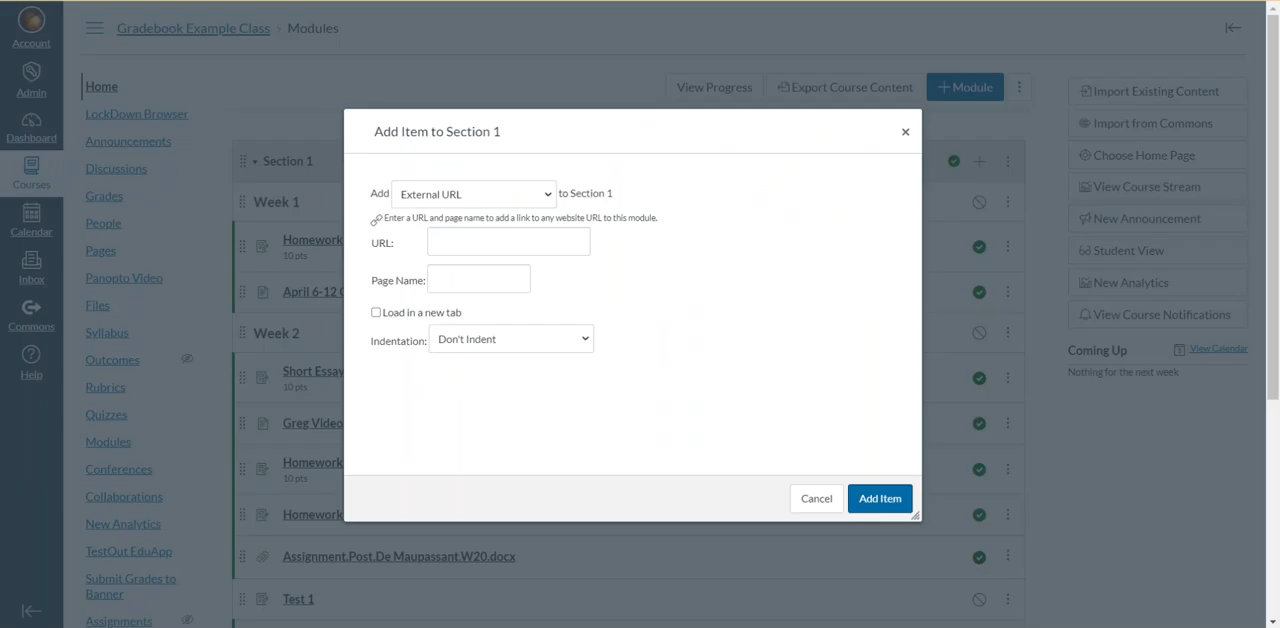 Gradebook Example Class › Modules
Account
Admin
Dashboard
Courses
Calendar
Inbox
Commons
Help
Home
LockDown Browser
Announcements
Discussions
Grades
People
Pages
Panopto Video
Files
Syllabus
Outcomes
Rubrics
Quizzes
Modules
Conferences
Collaborations
New Analytics
TestOut EduApp
Submit Grades to
Banner
Assignments
View Progress
Export Course Content
+ Module
Section 1
Week 1
Homework
10 pts
April 6-12
Week 2
Short Essay
10 pts
Greg Video
Homework
10 pts
Homework
Assignment.Post.De Maupassant.W20.docx
Test 1
Add Item to Section 1
×
Add External URL to Section 1
Enter a URL and page name to add a link to any website URL to this module.
URL:
Page Name:
Load in a new tab
Indentation: Don't Indent
Cancel
Add Item
Import Existing Content
Import from Commons
Choose Home Page
View Course Stream
New Announcement
Student View
New Analytics
View Course Notifications
Coming Up
View Calendar
Nothing for the next week